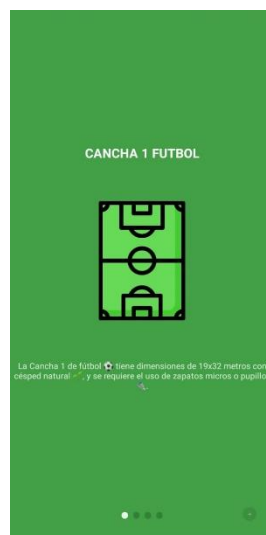 CANCHA 1 FUTBOL
La Cancha 1 de fútbol ⚽ tiene dimensiones de 19x32 metros con
césped natural 🌱, y se requiere el uso de zapatos micros o pupillo